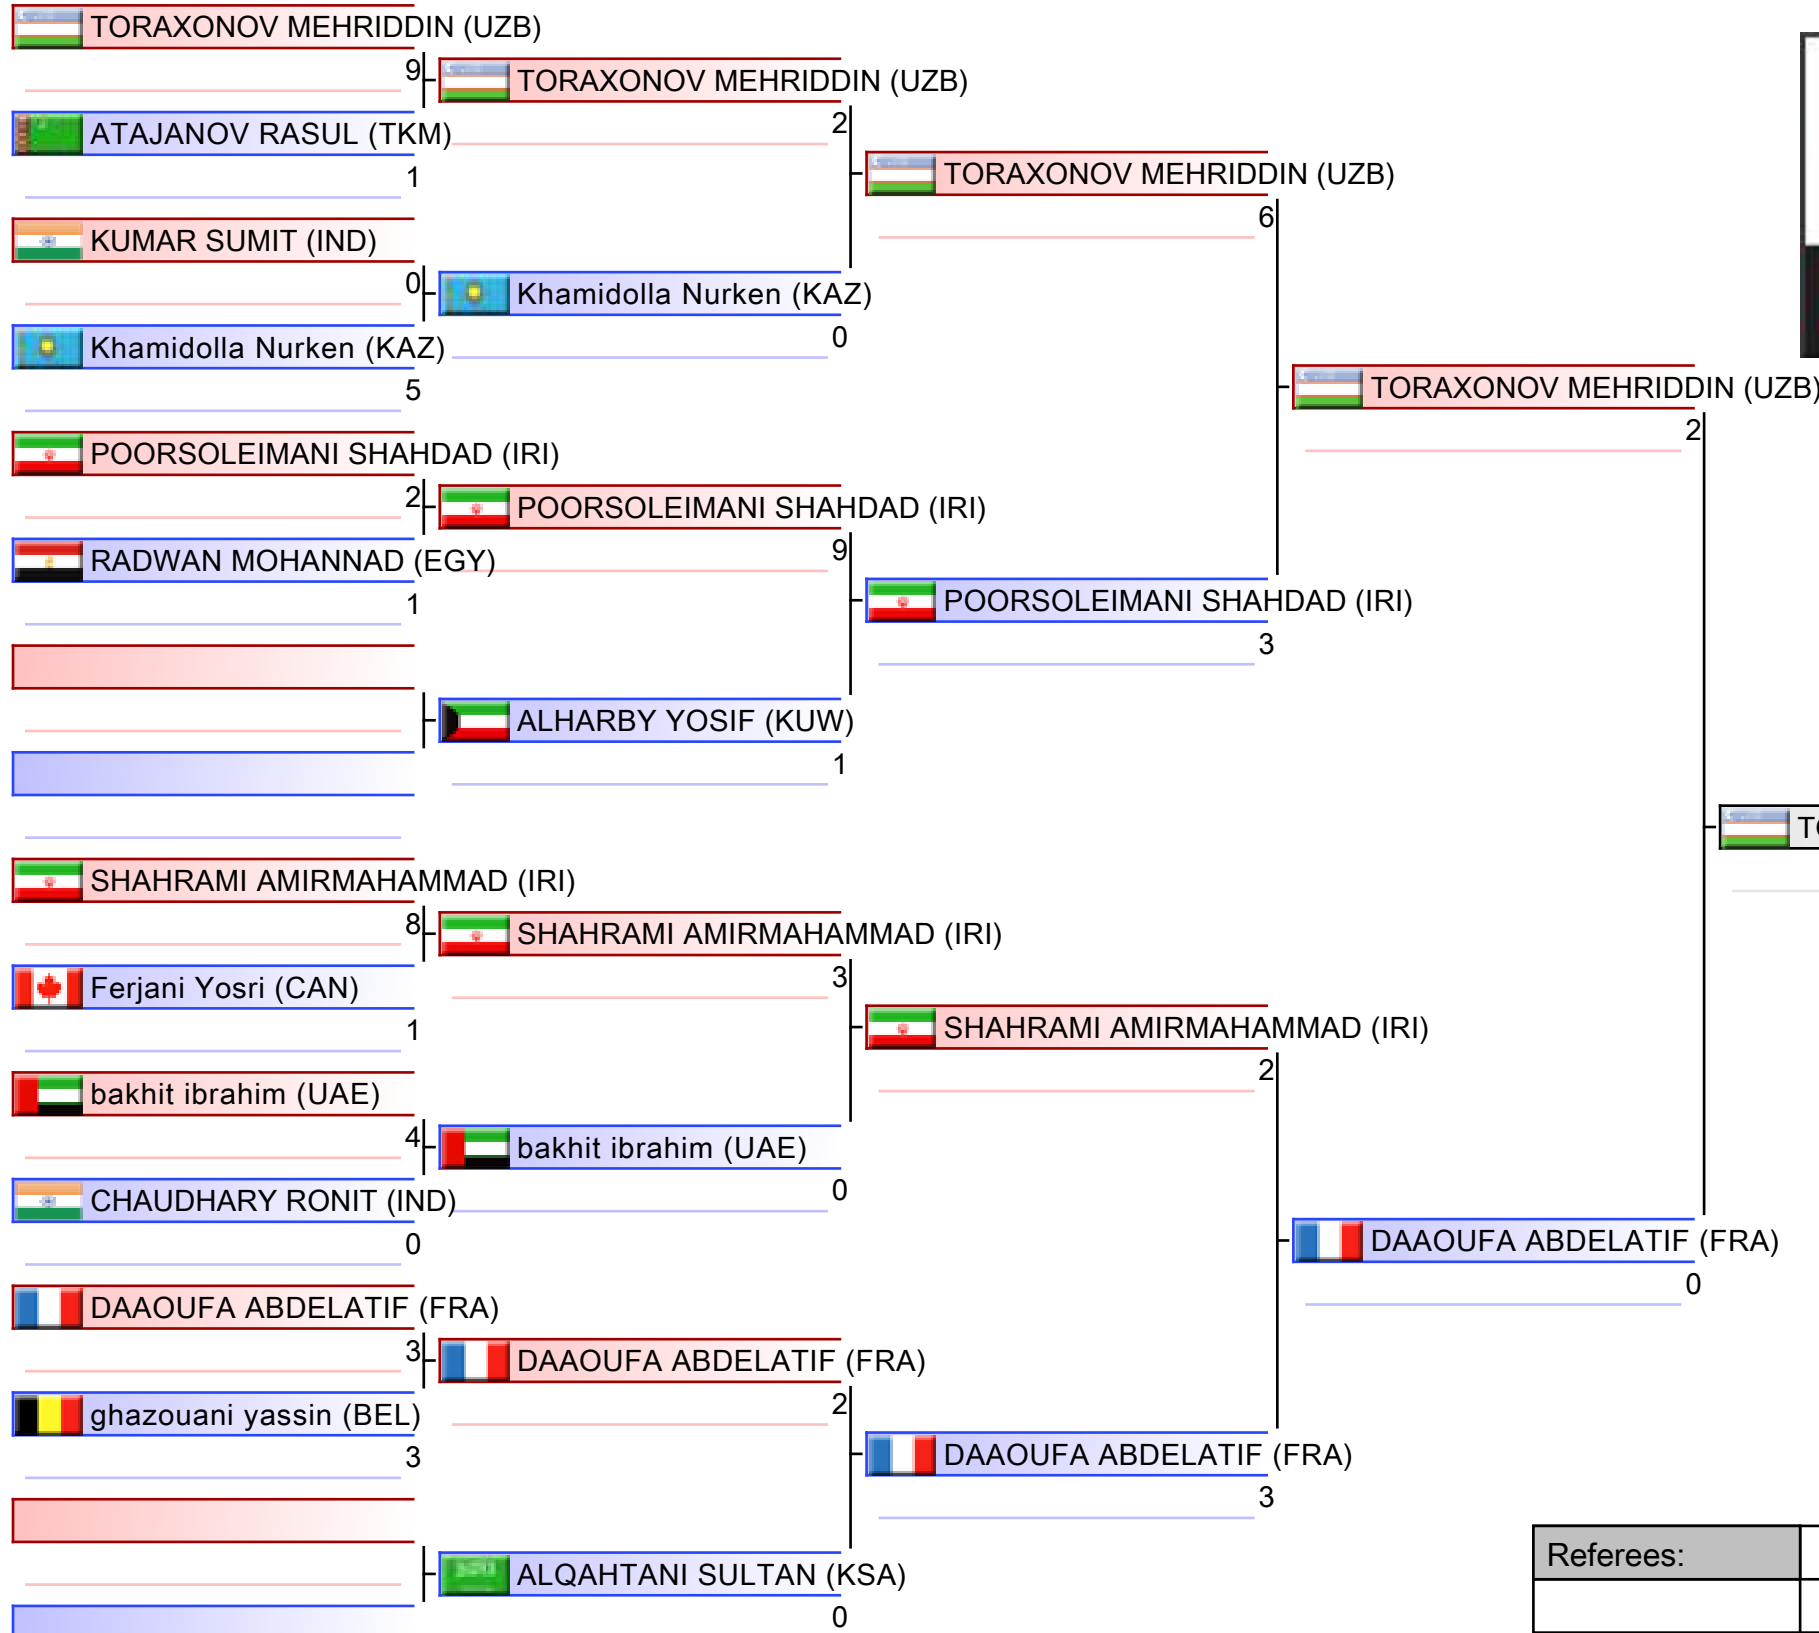 TORAXONOV MEHRIDDIN (UZB)
9
ATAJANOV RASUL (TKM)
1
KUMAR SUMIT (IND)
0
Khamidolla Nurken (KAZ)
5
POORSOLEIMANI SHAHDAD (IRI)
2
RADWAN MOHANNAD (EGY)
1
SHAHRAMI AMIRMAHAMMAD (IRI)
8
Ferjani Yosri (CAN)
1
bakhit ibrahim (UAE)
4
CHAUDHARY RONIT (IND)
0
DAAOUFA ABDELATIF (FRA)
3
ghazouani yassin (BEL)
3
TORAXONOV MEHRIDDIN (UZB)
2
Khamidolla Nurken (KAZ)
0
POORSOLEIMANI SHAHDAD (IRI)
9
ALHARBY YOSIF (KUW)
1
SHAHRAMI AMIRMAHAMMAD (IRI)
3
bakhit ibrahim (UAE)
0
DAAOUFA ABDELATIF (FRA)
2
ALQAHTANI SULTAN (KSA)
0
TORAXONOV MEHRIDDIN (UZB)
6
POORSOLEIMANI SHAHDAD (IRI)
3
SHAHRAMI AMIRMAHAMMAD (IRI)
2
DAAOUFA ABDELATIF (FRA)
3
TORAXONOV MEHRIDDIN (UZB)
2
DAAOUFA ABDELATIF (FRA)
0
Referees: